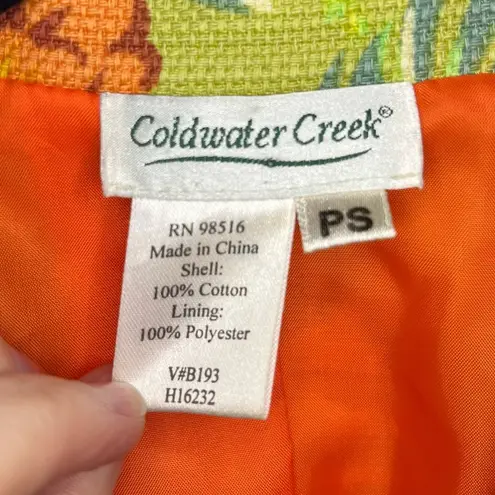 Coldwater Creek®
PS
RN 98516
Made in China
Shell:
100% Cotton
Lining:
100% Polyester
V#B193
H16232